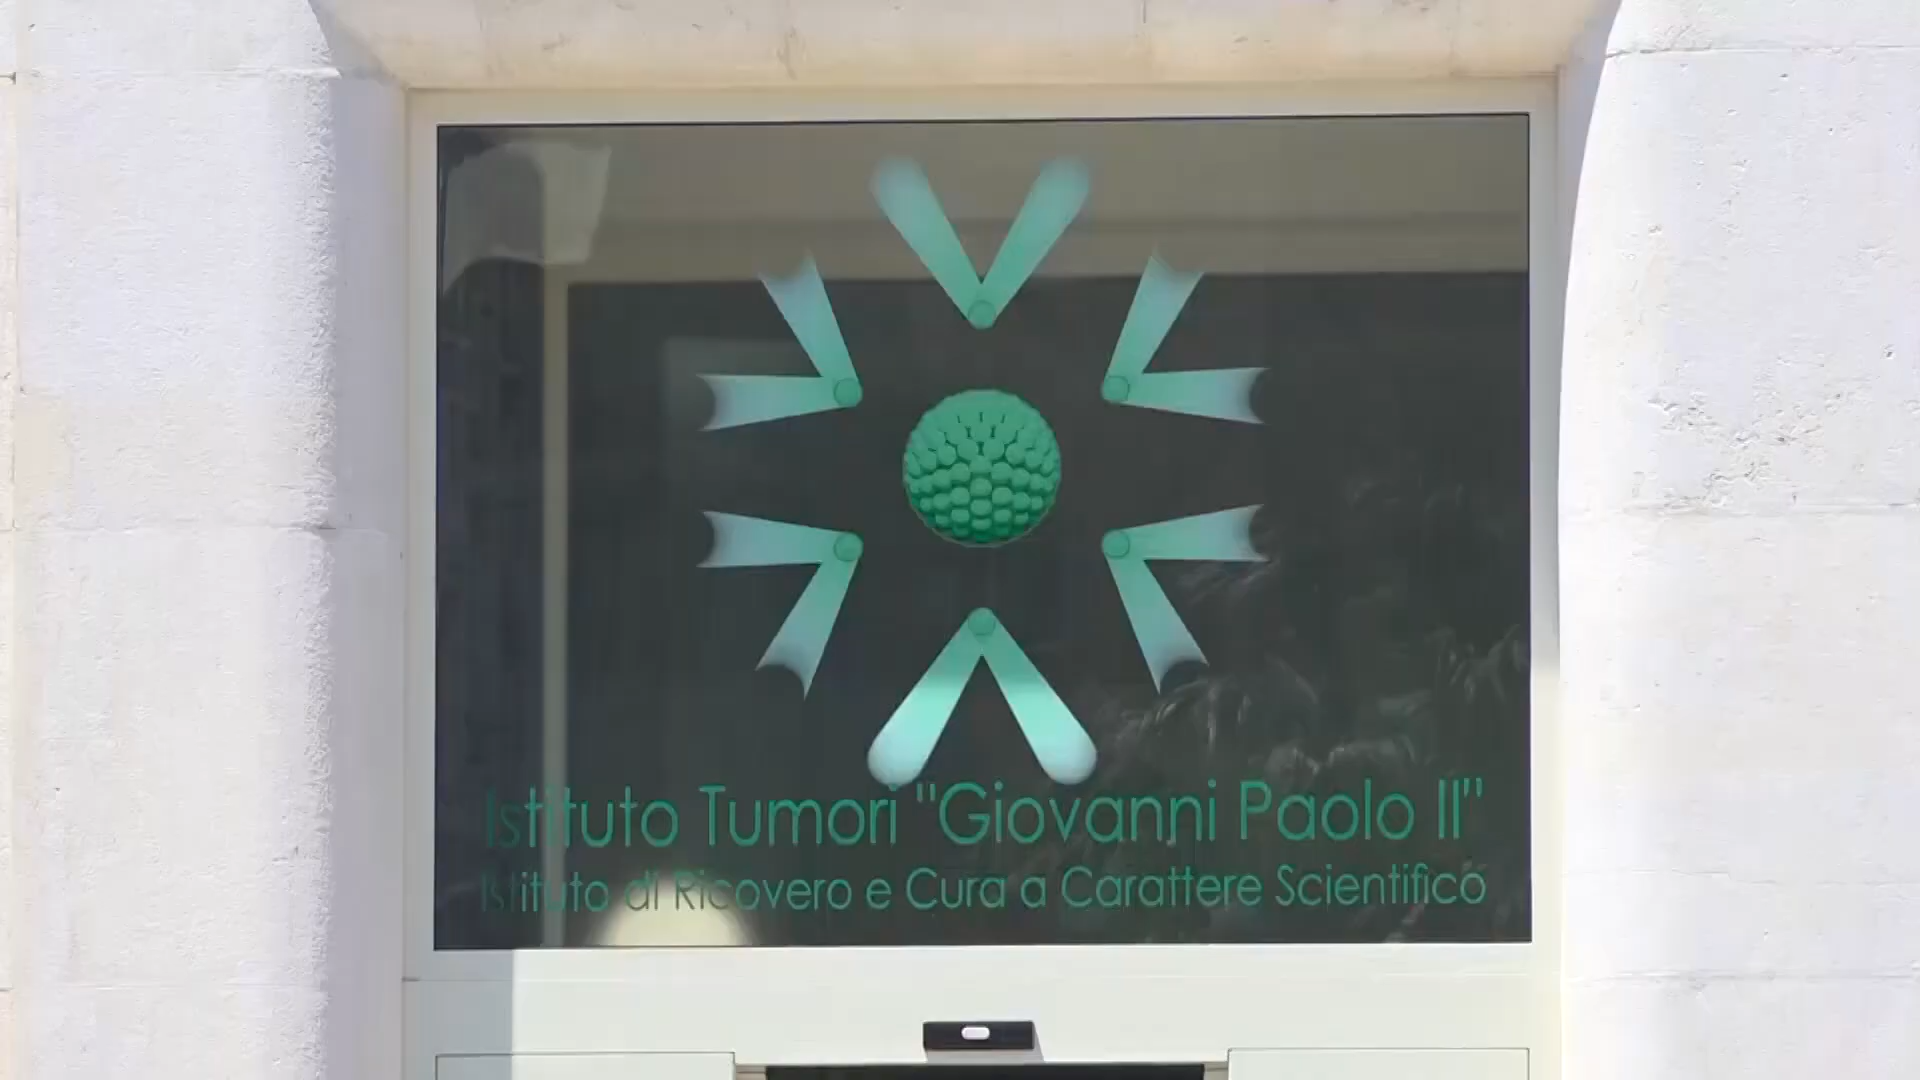 Istituto Tumori "Giovanni Paolo II"
Istituto di Ricovero e Cura a Carattere Scientifico